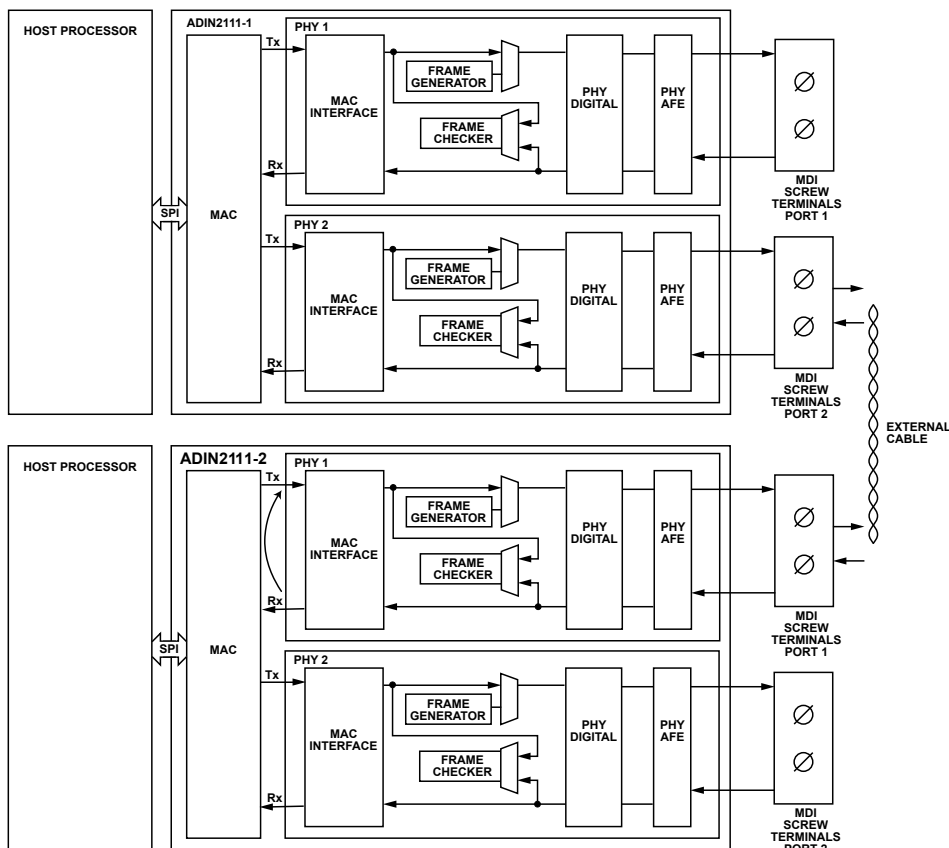 HOST PROCESSOR
ADIN2111-1
MAC
SPI
Tx
Rx
PHY 1
MAC
INTERFACE
FRAME
GENERATOR
FRAME
CHECKER
PHY
DIGITAL
PHY
AFE
MDI
SCREW
TERMINALS
PORT 1
Tx
Rx
PHY 2
MAC
INTERFACE
FRAME
GENERATOR
FRAME
CHECKER
PHY
DIGITAL
PHY
AFE
MDI
SCREW
TERMINALS
PORT 2
EXTERNAL
CABLE
HOST PROCESSOR
ADIN2111-2
MAC
SPI
Tx
Rx
PHY 1
MAC
INTERFACE
FRAME
GENERATOR
FRAME
CHECKER
PHY
DIGITAL
PHY
AFE
MDI
SCREW
TERMINALS
PORT 1
Tx
Rx
PHY 2
MAC
INTERFACE
FRAME
GENERATOR
FRAME
CHECKER
PHY
DIGITAL
PHY
AFE
MDI
SCREW
TERMINALS
PORT 2